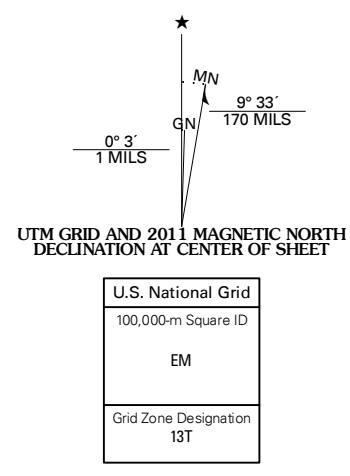 ★
MN
9° 33´
170 MILS
GN
0° 3´
1 MILS
UTM GRID AND 2011 MAGNETIC NORTH
DECLINATION AT CENTER OF SHEET
U.S. National Grid
100,000-m Square ID
EM
Grid Zone Designation
13T